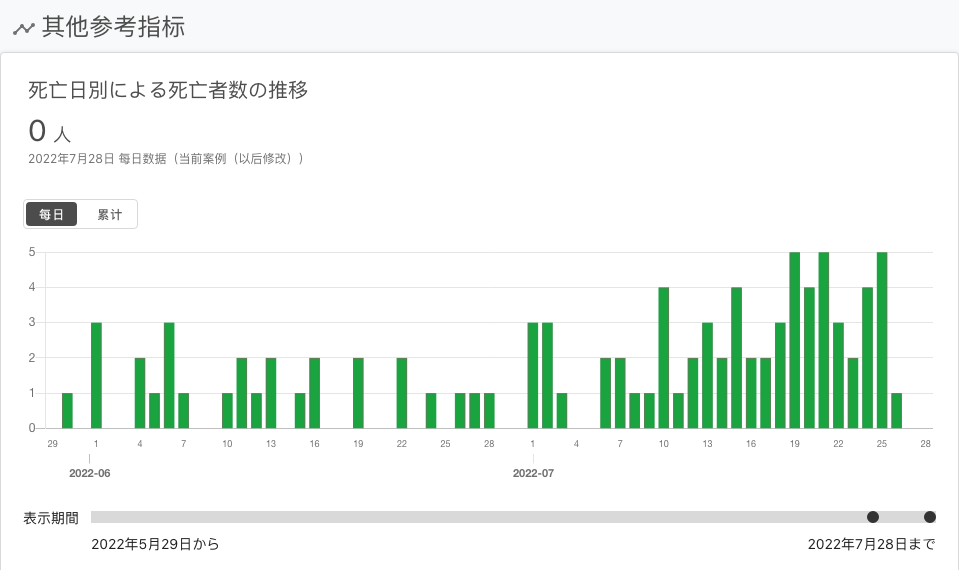 其他参考指标
死亡日別による死亡者数の推移
0 人
2022年7月28日 每日数据（当前案例（以后修改））
每日 累计
5
4
3
2
1
0
29 1 4 7 10 13 16 19 22 25 28 1 4 7 10 13 16 19 22 25 28
2022-06 2022-07
表示期間
2022年5月29日から 2022年7月28日まで